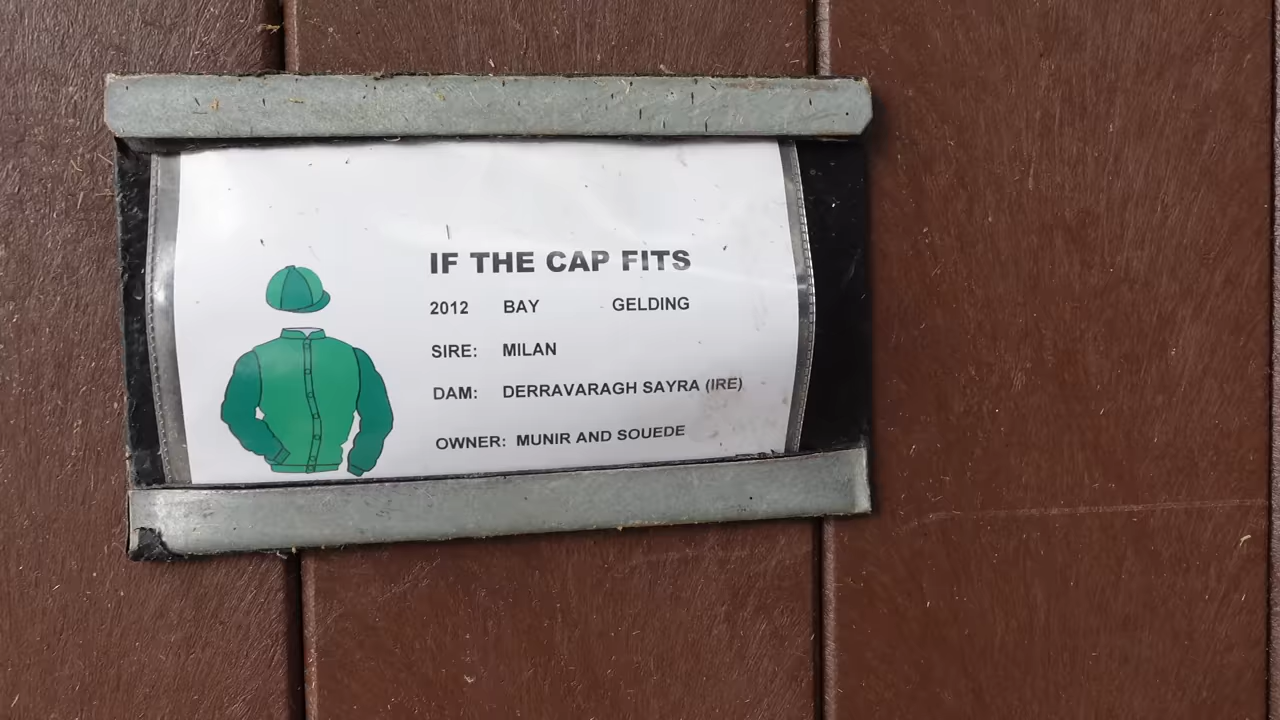 IF THE CAP FITS
2012 BAY GELDING
SIRE: MILAN
DAM: DERRAVARAGH SAYRA (IRE)
OWNER: MUNIR AND SOUEDE